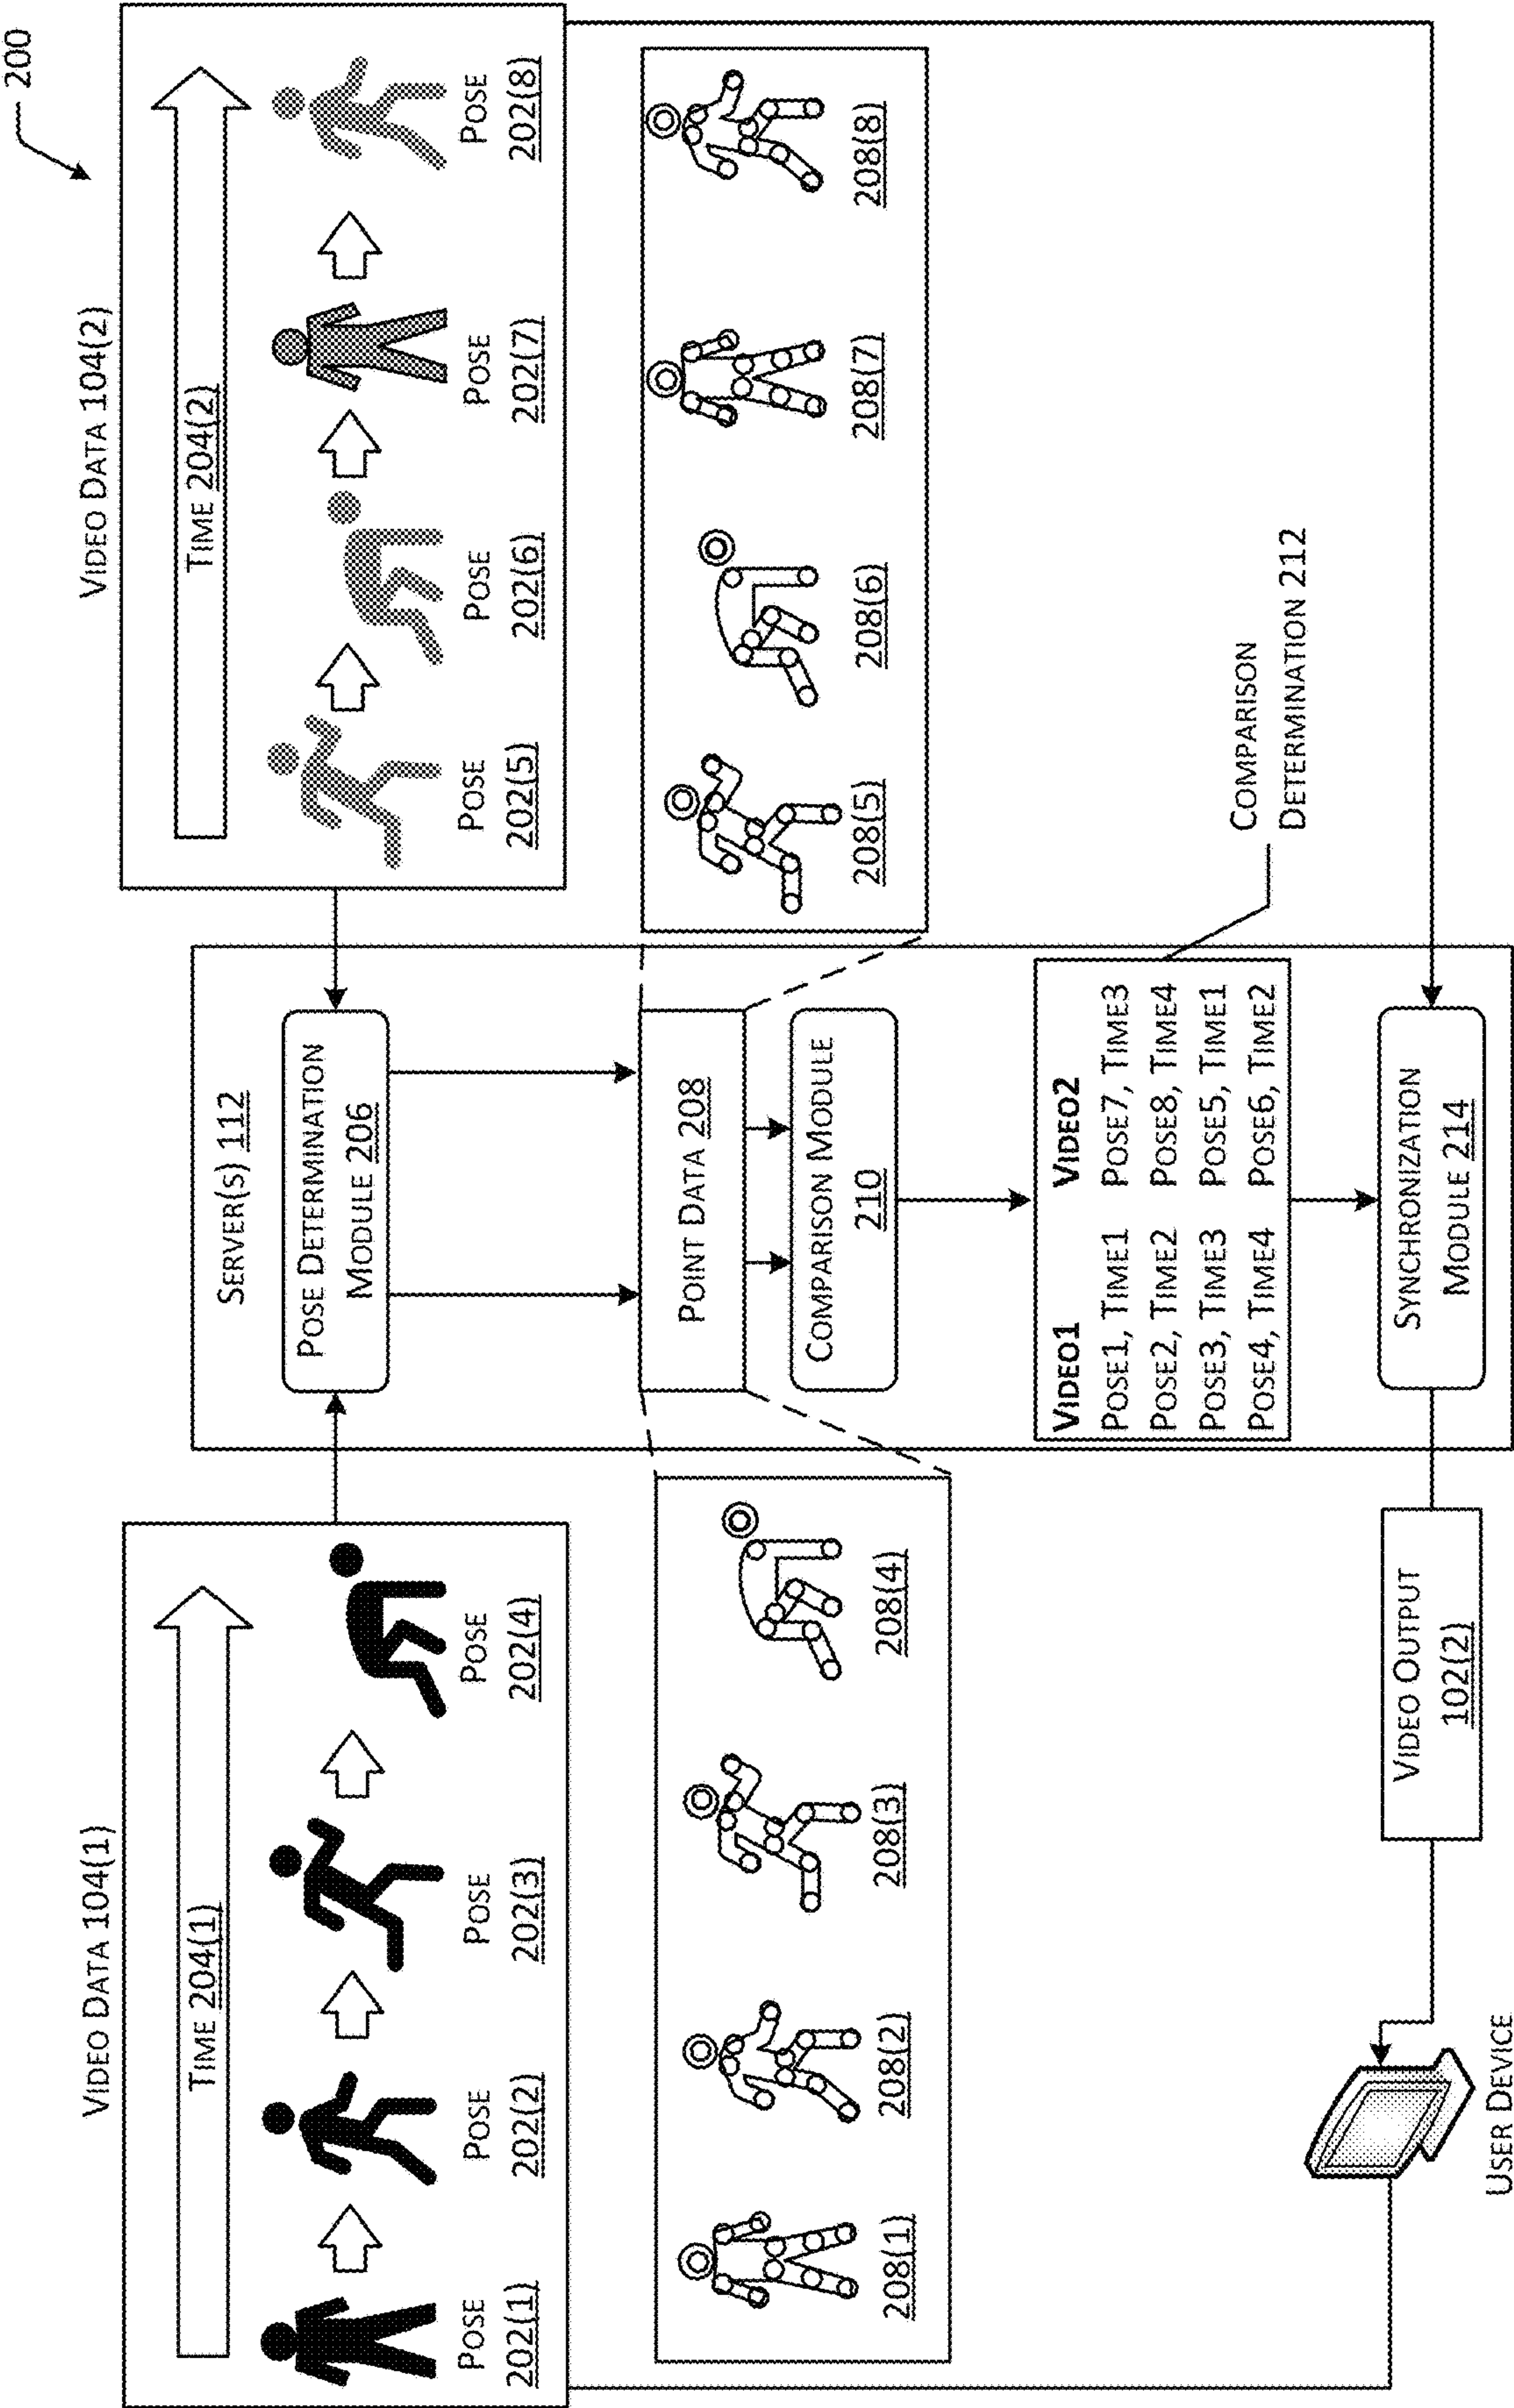 200
VIDEO DATA 104(1)
TIME 204(1)
POSE
202(1)
POSE
202(2)
POSE
202(3)
POSE
202(4)
VIDEO DATA 104(2)
TIME 204(2)
POSE
202(5)
POSE
202(6)
POSE
202(7)
POSE
202(8)
SERVER(S) 112
POSE DETERMINATION
MODULE 206
208(1)
208(2)
208(3)
208(4)
POINT DATA 208
208(5)
208(6)
208(7)
208(8)
COMPARISON MODULE
210
VIDEO1 VIDEO2
POSE1, TIME1 POSE7, TIME3
POSE2, TIME2 POSE8, TIME4
POSE3, TIME3 POSE5, TIME1
POSE4, TIME4 POSE6, TIME2
COMPARISON
DETERMINATION 212
SYNCHRONIZATION
MODULE 214
VIDEO OUTPUT
102(2)
USER DEVICE